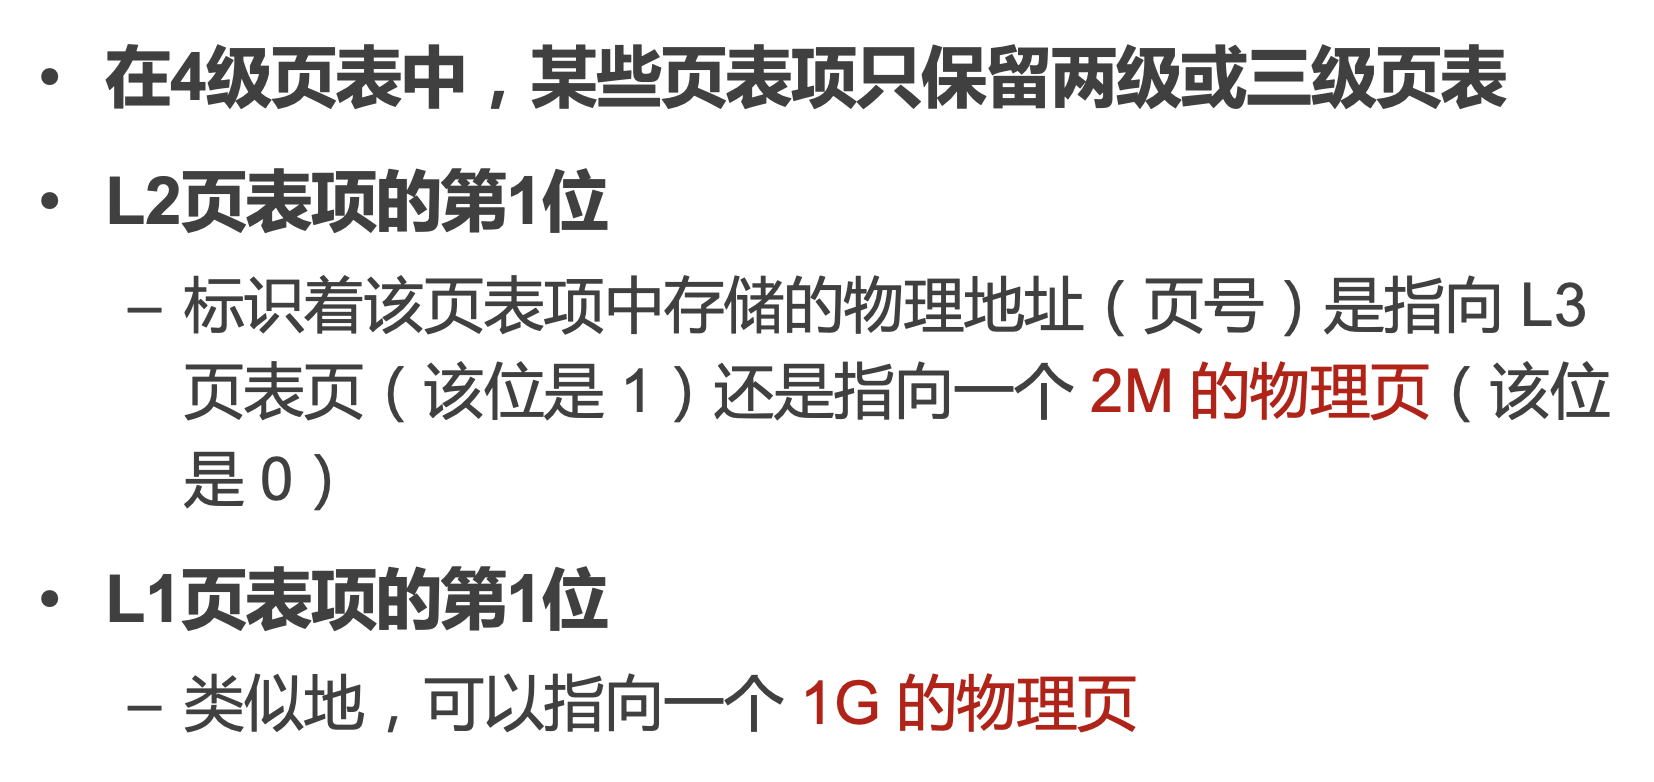 • 在4级页表中，某些页表项只保留两级或三级页表
• L2页表项的第1位
– 标识着该页表项中存储的物理地址（页号）是指向 L3
页表页（该位是 1）还是指向一个 2M 的物理页（该位
是 0）
• L1页表项的第1位
– 类似地，可以指向一个 1G 的物理页